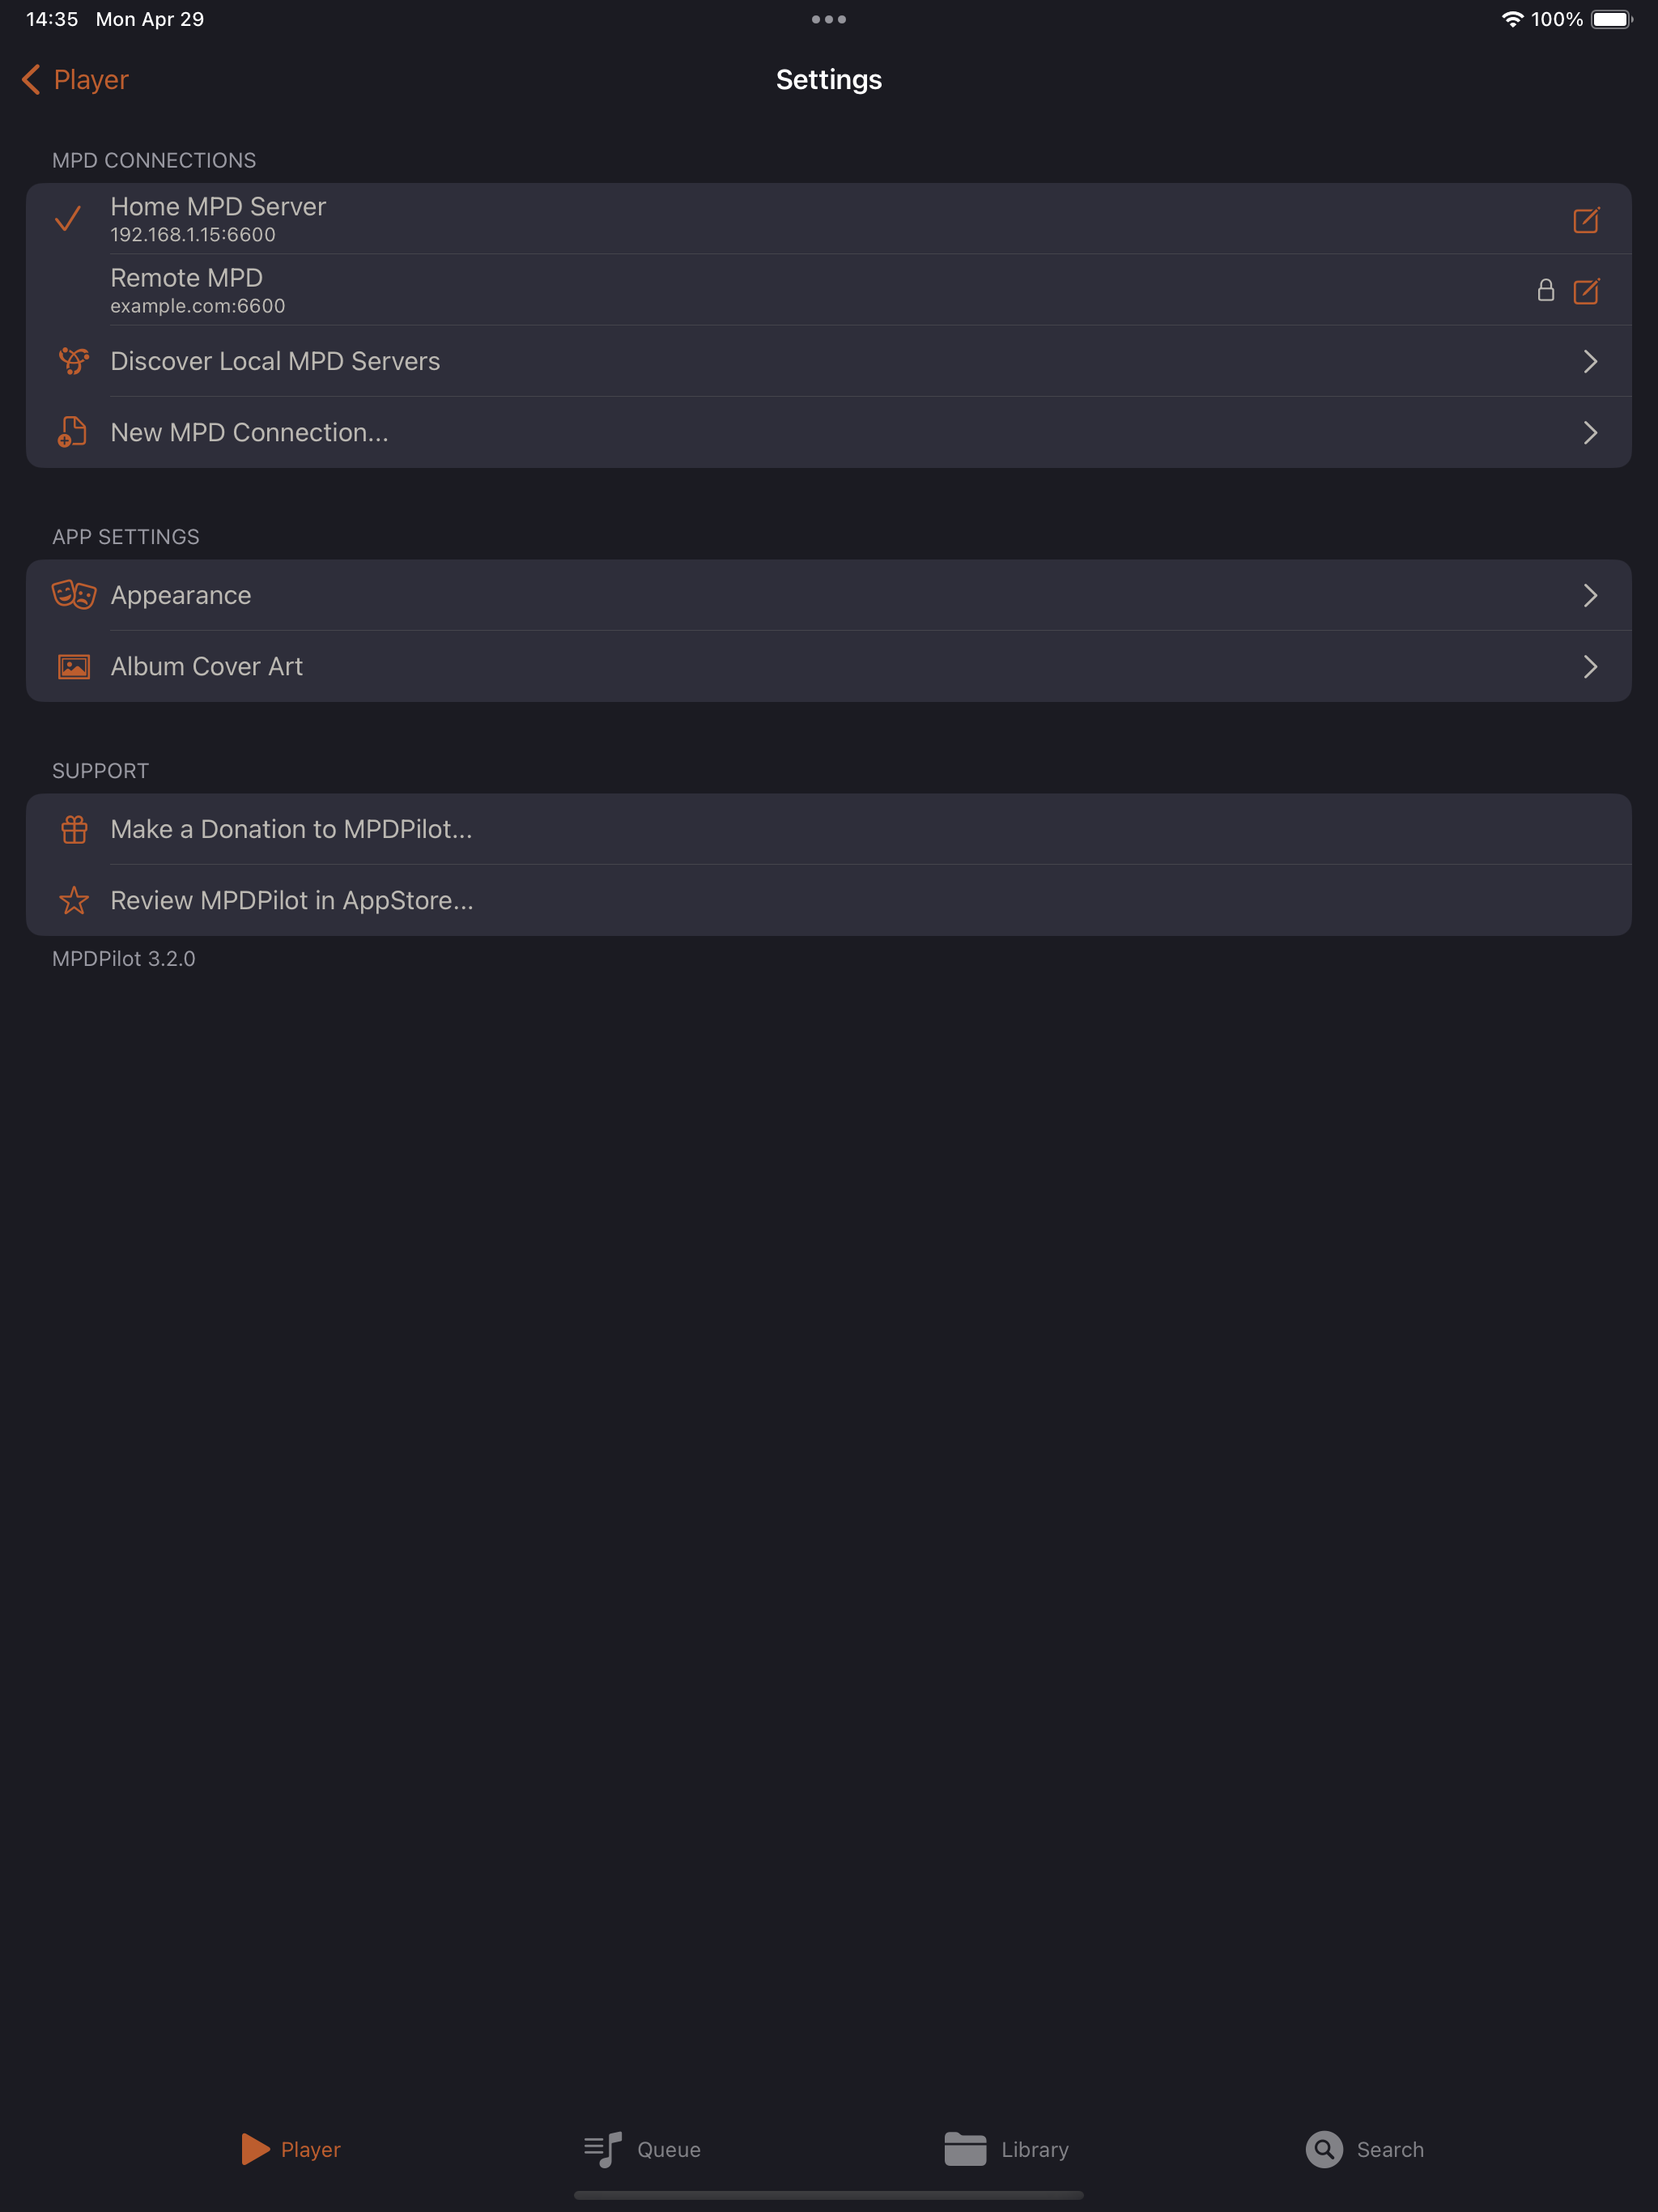 14:35 Mon Apr 29
100%
Player
Settings
MPD CONNECTIONS
Home MPD Server
192.168.1.15:6600
Remote MPD
example.com:6600
Discover Local MPD Servers
New MPD Connection...
APP SETTINGS
Appearance
Album Cover Art
SUPPORT
Make a Donation to MPDPilot...
Review MPDPilot in AppStore...
MPDPilot 3.2.0
Player
Queue
Library
Search